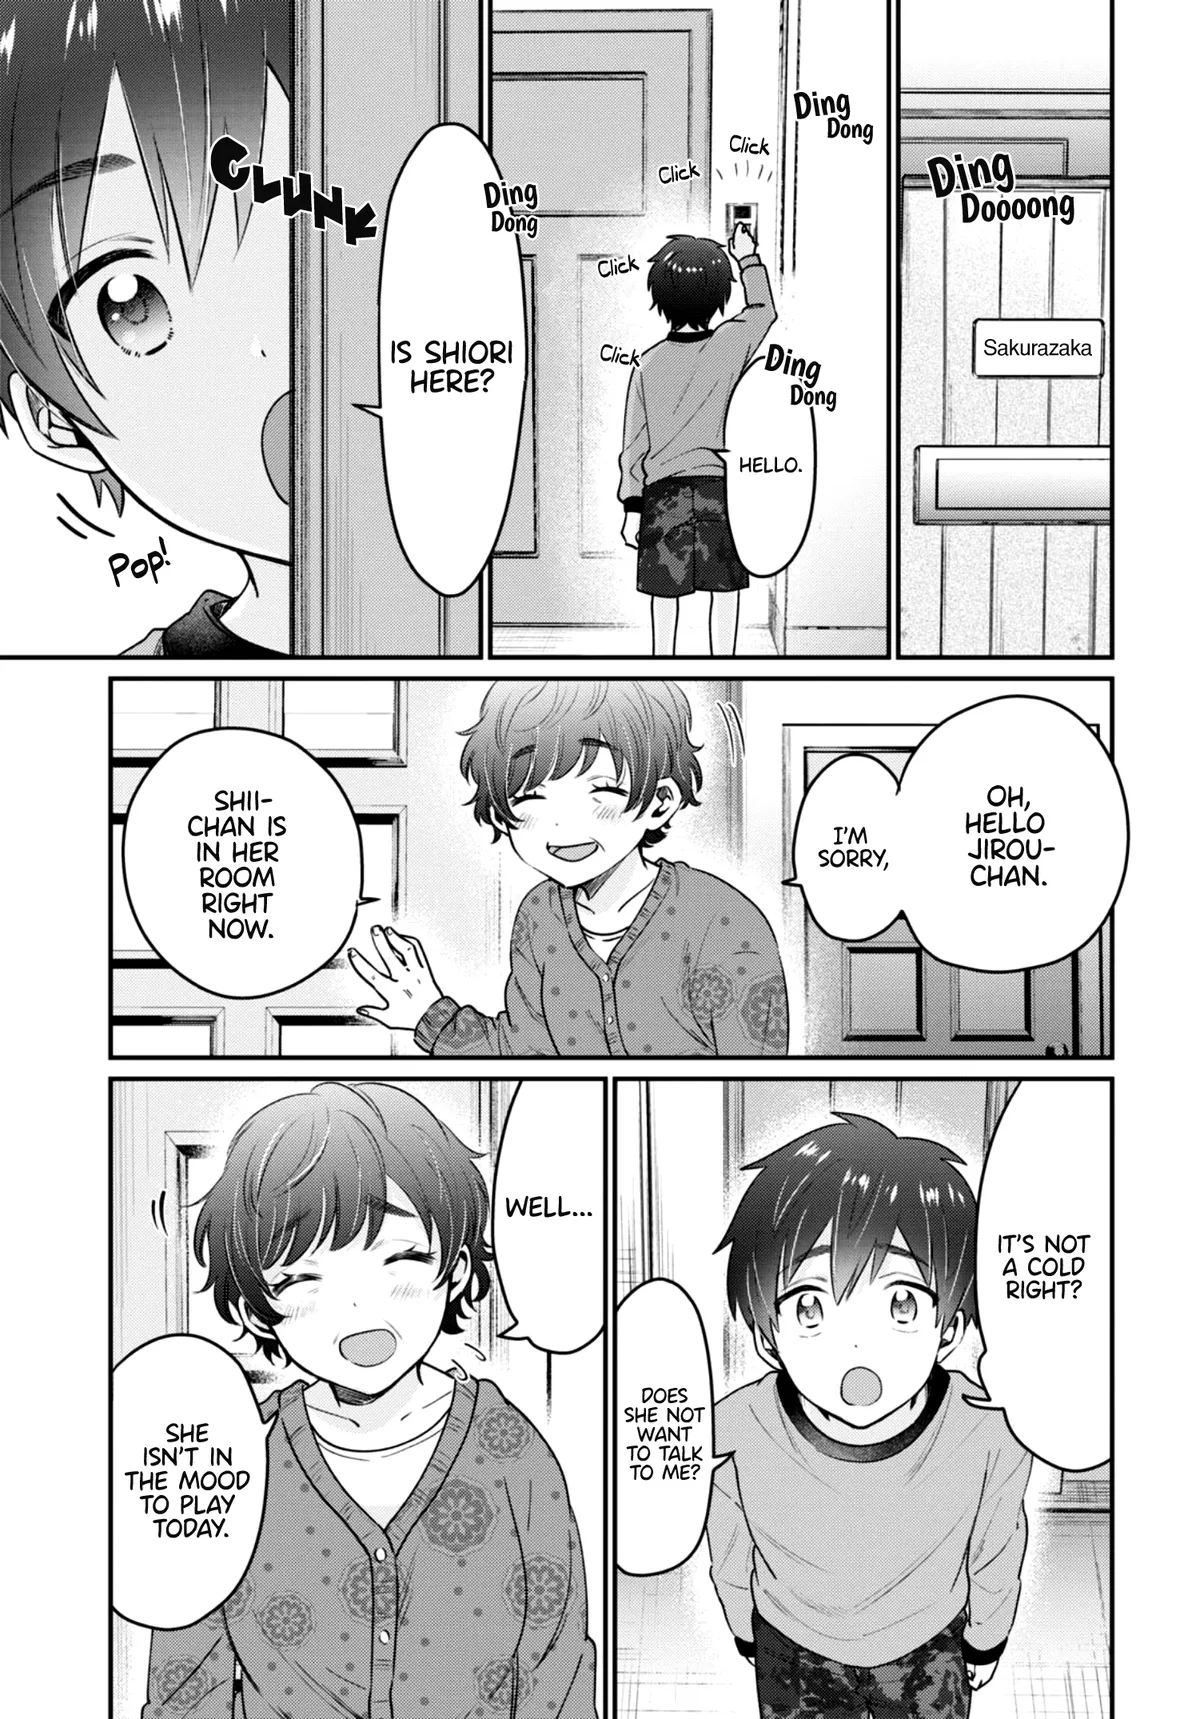 Ding
Doooong
Sakurazaka
Ding
Dong
Click
Click
Click
Click
Ding
Dong
HELLO.
Ding
Dong
IS SHIORI
HERE?
CLUNK
Pop!
OH,
HELLO
JIROU-
CHAN.
I'M
SORRY,
SHII-
CHAN IS
IN HER
ROOM
RIGHT
NOW.
IT'S NOT
A COLD
RIGHT?
DOES
SHE NOT
WANT
TO TALK
TO ME?
WELL...
SHE
ISN'T IN
THE MOOD
TO PLAY
TODAY.